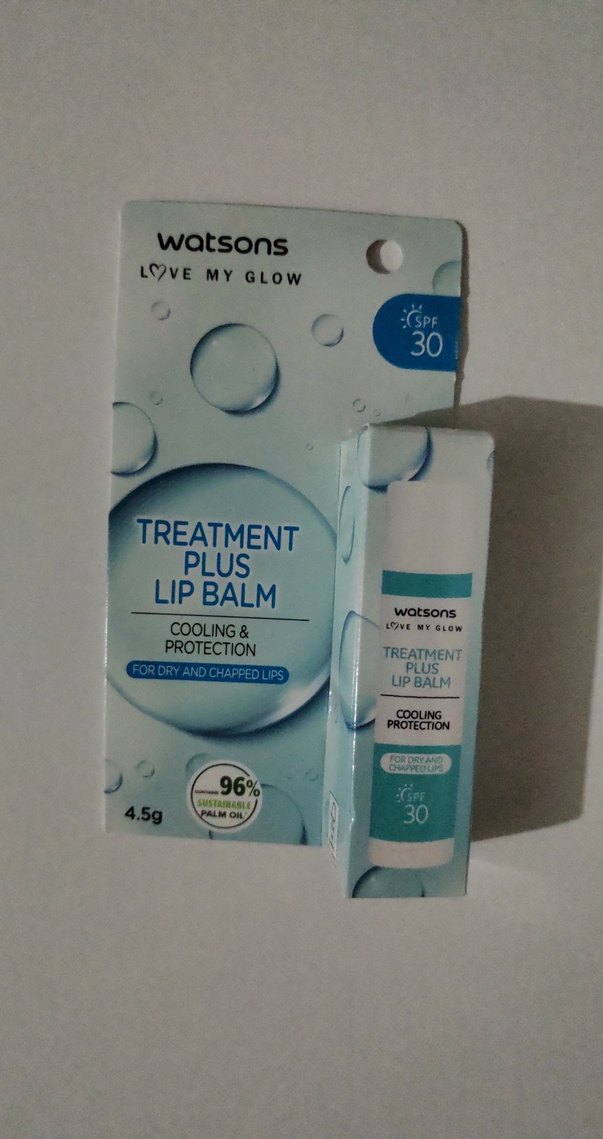 watsons
LOVE MY GLOW
SPF
30
TREATMENT
PLUS
LIP BALM
COOLING &
PROTECTION
FOR DRY AND CHAPPED LIPS
CONTAINS 96%
SUSTAINABLE
PALM OIL
4.5g
watsons
LOVE MY GLOW
TREATMENT
PLUS
LIP BALM
COOLING
PROTECTION
FOR DRY AND
CHAPPED LIPS
SPF
30